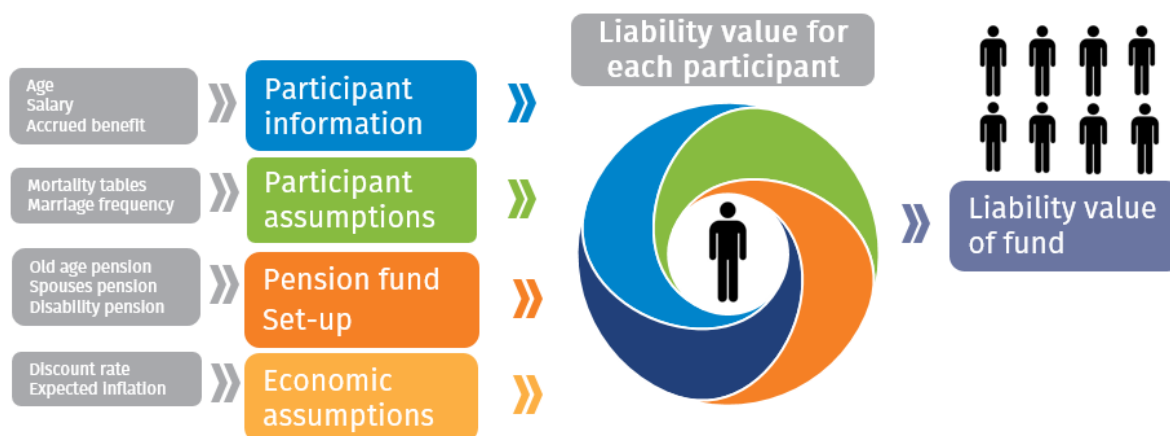 Age
Salary
Accrued benefit
Participant
information
Mortality tables
Marriage frequency
Participant
assumptions
Old age pension
Spouses pension
Disability pension
Pension fund
Set-up
Discount rate
Expected inflation
Economic
assumptions
Liability value for
each participant
Liability value
of fund